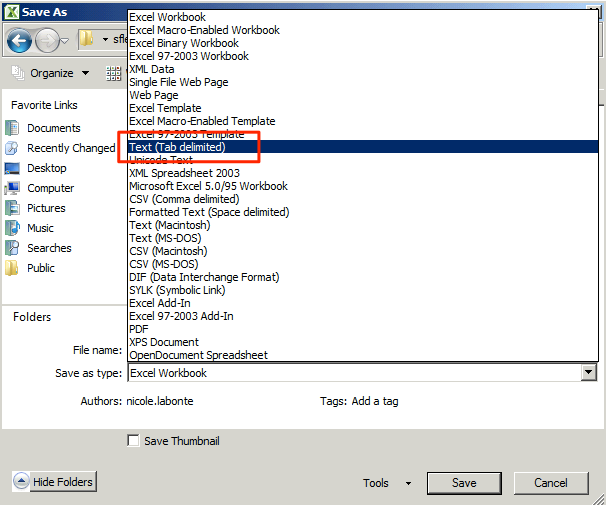 Save As
sfle
Organize
Favorite Links
Documents
Recently Changed
Desktop
Computer
Pictures
Music
Searches
Public
Folders
Excel Workbook
Excel Macro-Enabled Workbook
Excel Binary Workbook
Excel 97-2003 Workbook
XML Data
Single File Web Page
Web Page
Excel Template
Excel Macro-Enabled Template
Excel 97-2003 Template
Text (Tab delimited)
Unicode Text
XML Spreadsheet 2003
Microsoft Excel 5.0/95 Workbook
CSV (Comma delimited)
Formatted Text (Space delimited)
Text (Macintosh)
Text (MS-DOS)
CSV (Macintosh)
CSV (MS-DOS)
DIF (Data Interchange Format)
SYLK (Symbolic Link)
Excel Add-In
Excel 97-2003 Add-In
PDF
XPS Document
OpenDocument Spreadsheet
File name:
Save as type: Excel Workbook
Authors: nicole.labonte Tags: Add a tag
Save Thumbnail
Hide Folders Tools Save Cancel